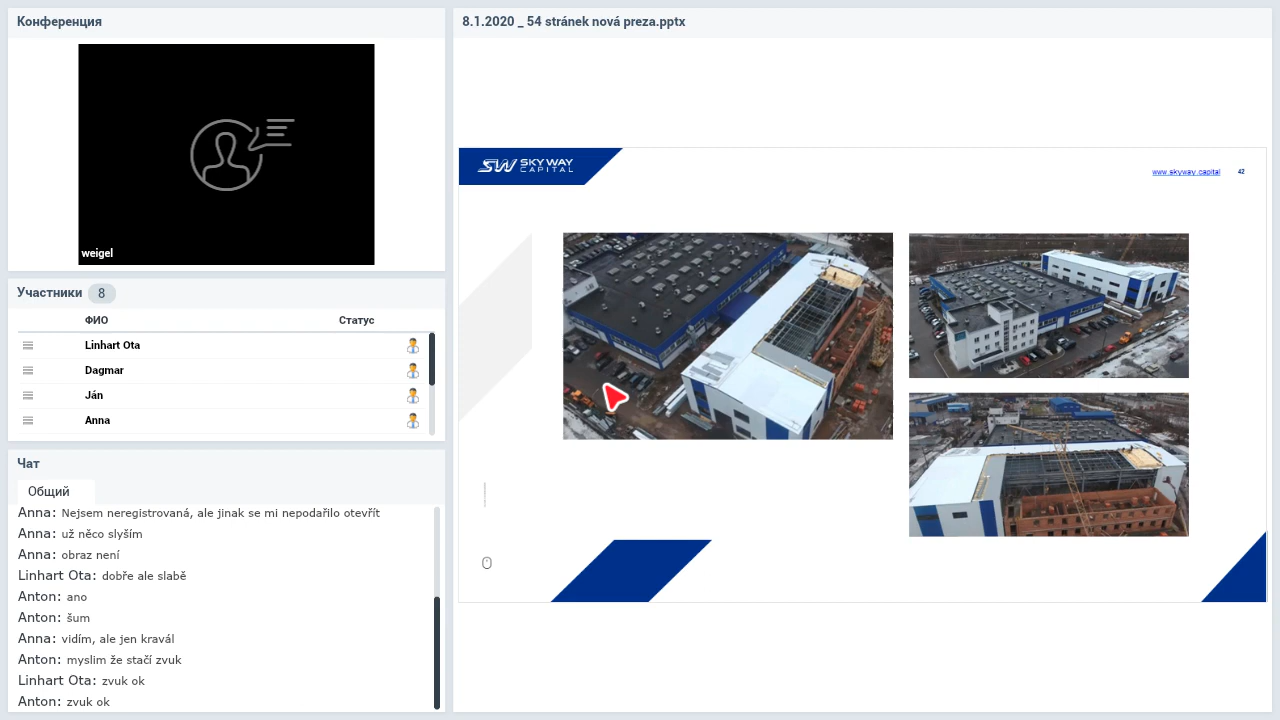 Конференция
weigel
Участники 8
ФИО Статус
Linhart Ota
Dagmar
Ján
Anna
Чат
Общий
Anna: Nejsem neregistrovaná, ale jinak se mi nepodařilo otevřít
Anna: už něco slyším
Anna: obraz není
Linhart Ota: dobře ale slabě
Anton: ano
Anton: šum
Anna: vidím, ale jen kravál
Anton: myslim že stačí zvuk
Linhart Ota: zvuk ok
Anton: zvuk ok
8.1.2020 _ 54 stránek nová preza.pptx
SW SKY WAY
CAPITAL
www.skyway.capital 42